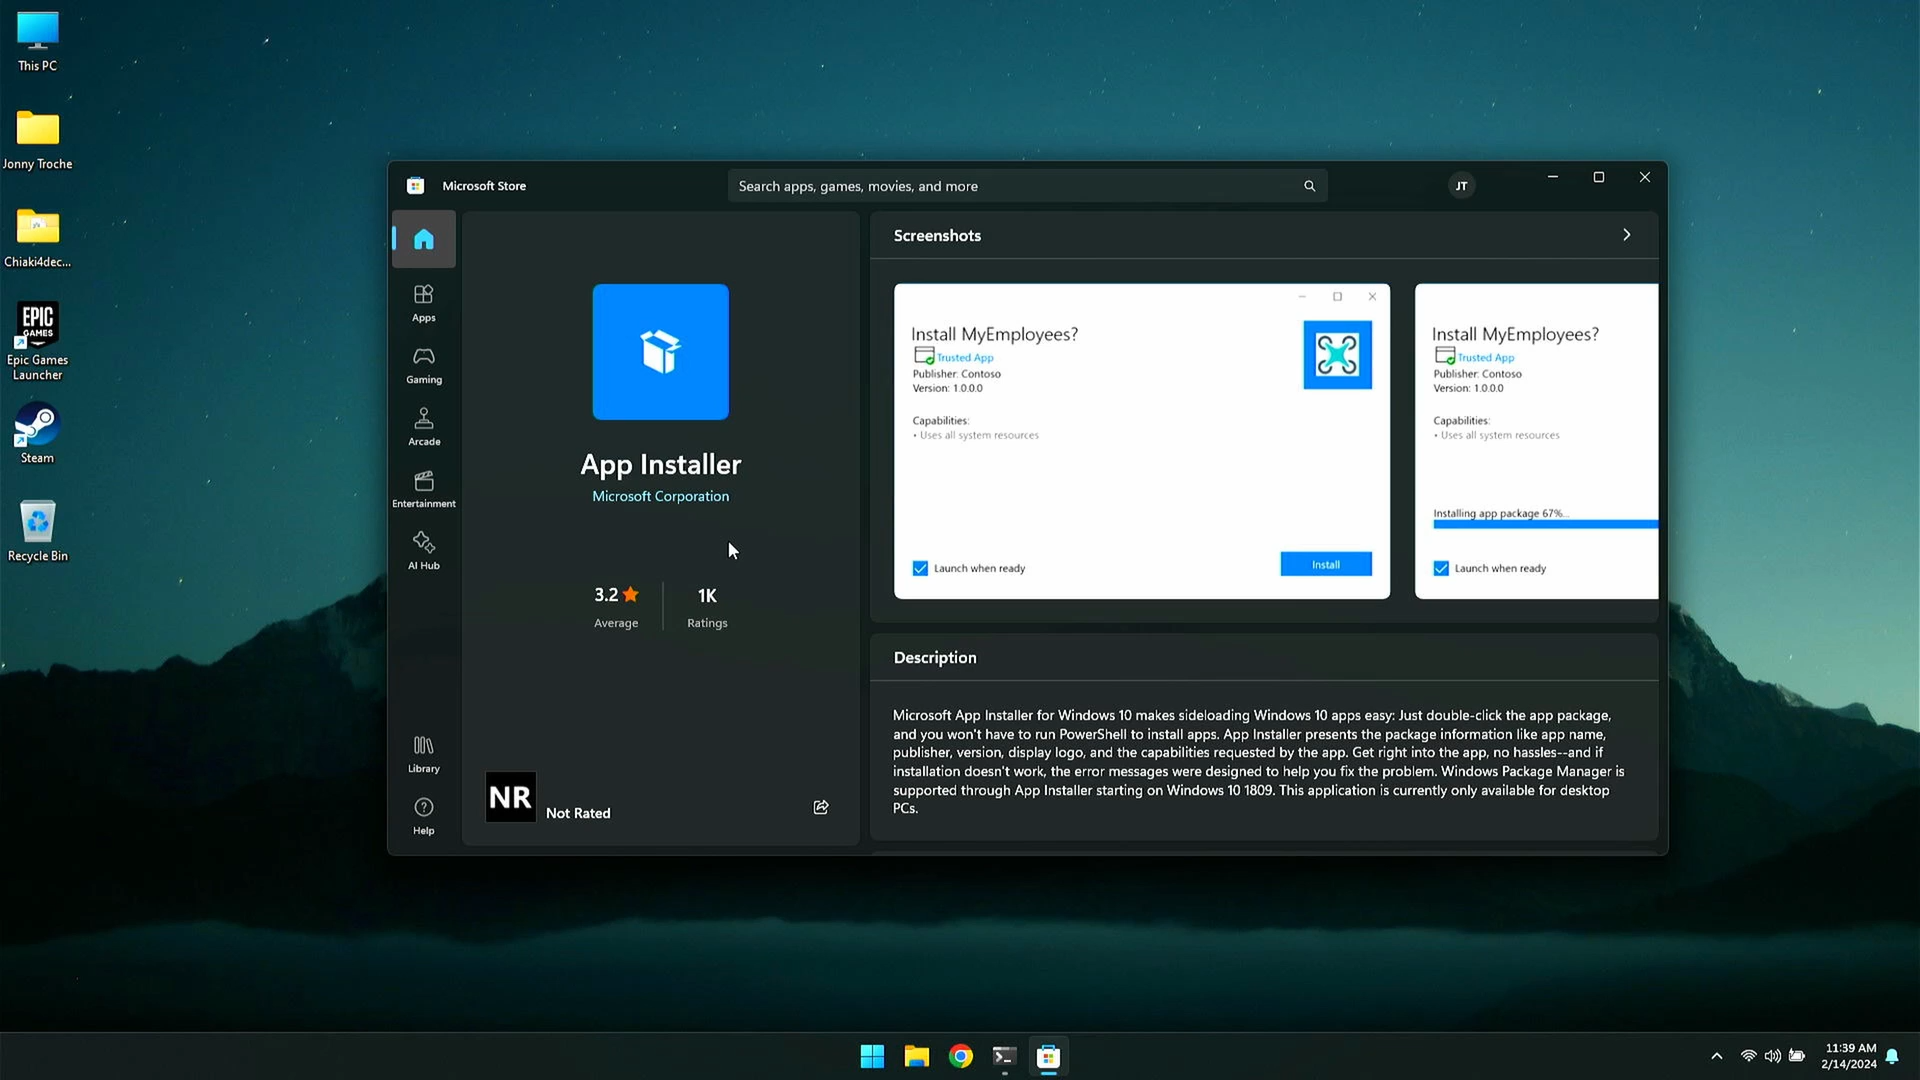 This PC
Jonny Troche
Chiaki4dec...
EPIC
GAMES
Epic Games
Launcher
Steam
Recycle Bin
Microsoft Store
Search apps, games, movies, and more
JT
Apps
Gaming
Arcade
Entertainment
AI Hub
Library
Help
App Installer
Microsoft Corporation
3.2
Average
1K
Ratings
NR
Not Rated
Screenshots
Install MyEmployees?
Trusted App
Publisher: Contoso
Version: 1.0.0.0
Capabilities:
• Uses all system resources
Launch when ready
Install
Install MyEmployees?
Trusted App
Publisher: Contoso
Version: 1.0.0.0
Capabilities:
• Uses all system resources
Installing app package 67%...
Launch when ready
Description
Microsoft App Installer for Windows 10 makes sideloading Windows 10 apps easy: Just double-click the app package,
and you won't have to run PowerShell to install apps. App Installer presents the package information like app name,
publisher, version, display logo, and the capabilities requested by the app. Get right into the app, no hassles--and if
installation doesn't work, the error messages were designed to help you fix the problem. Windows Package Manager is
supported through App Installer starting on Windows 10 1809. This application is currently only available for desktop
PCs.
11:39 AM
2/14/2024